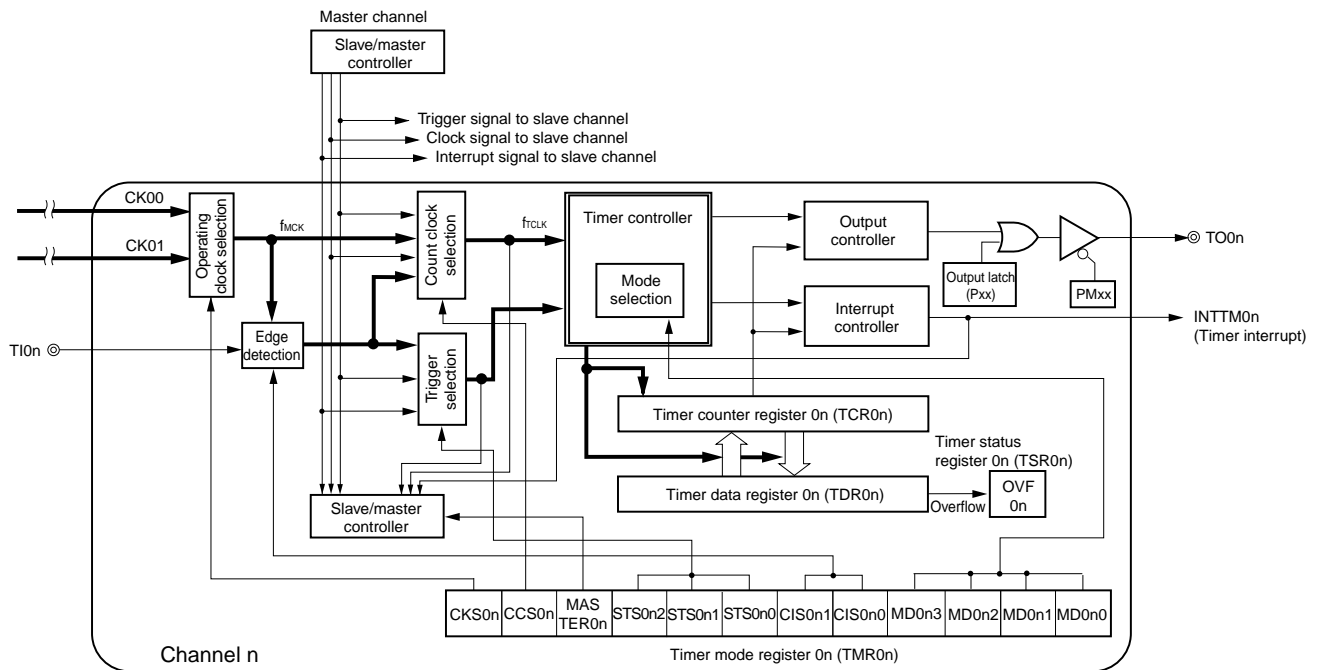 Master channel
Slave/master
controller
Trigger signal to slave channel
Clock signal to slave channel
Interrupt signal to slave channel
CK00
CK01
Operating
clock selection
fMCK
Count clock
selection
fTCLK
Timer controller
Mode
selection
Output
controller
Output latch
(Pxx)
PMxx
TO0n
Interrupt
controller
INTTM0n
(Timer interrupt)
TI0n
Edge
detection
Trigger
selection
Timer counter register 0n (TCR0n)
Timer status
register 0n (TSR0n)
Timer data register 0n (TDR0n)
Overflow
OVF
0n
Slave/master
controller
CKS0n
CCS0n
MAS
TER0n
STS0n2
STS0n1
STS0n0
CIS0n1
CIS0n0
MD0n3
MD0n2
MD0n1
MD0n0
Channel n
Timer mode register 0n (TMR0n)